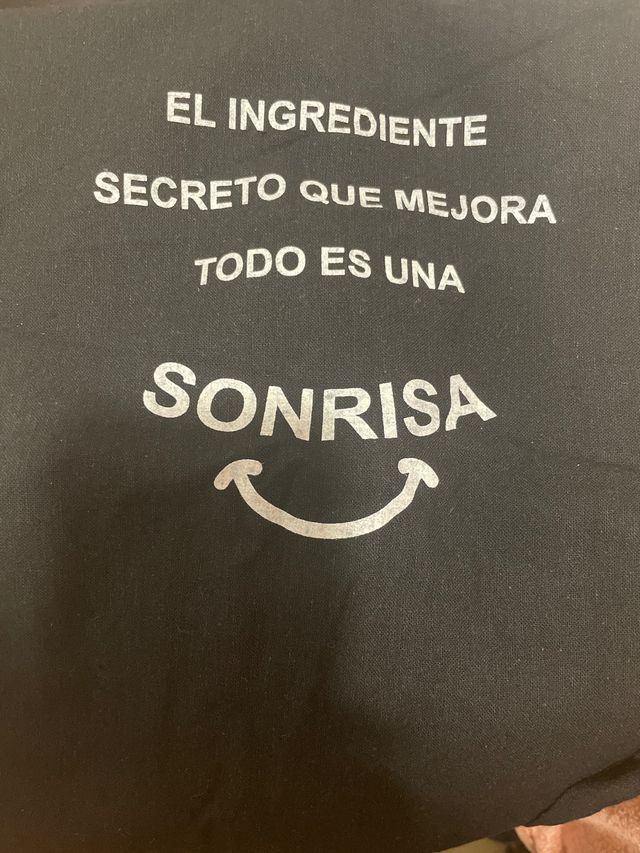 EL INGREDIENTE
SECRETO QUE MEJORA
TODO ES UNA
SONRISA